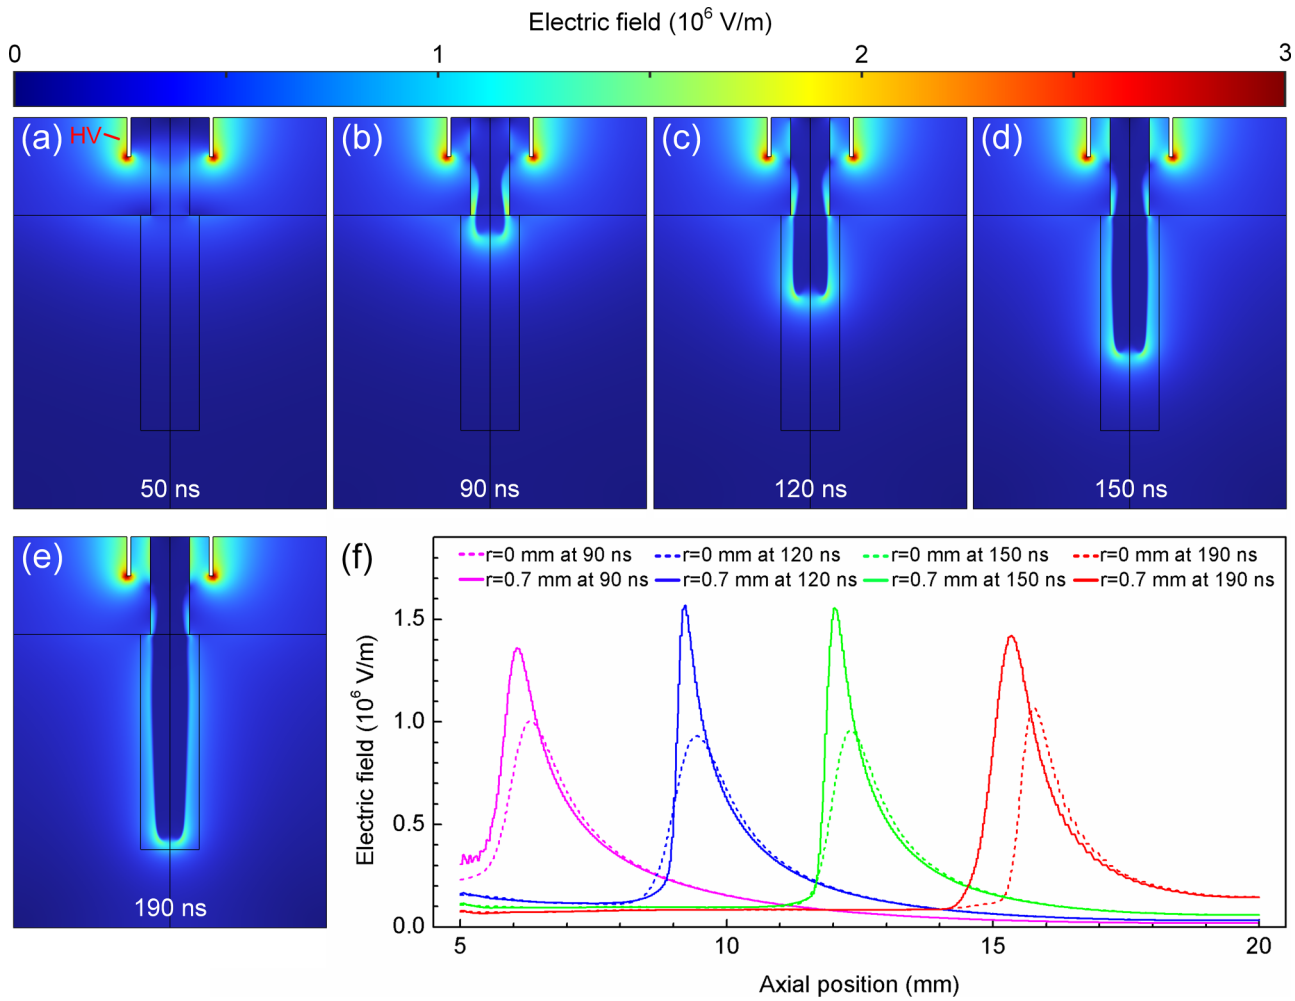 Electric field (10⁶ V/m)
0 1 2 3
(a) HV (b) (c) (d)
50 ns 90 ns 120 ns 150 ns
(e) (f)
r=0 mm at 90 ns r=0 mm at 120 ns r=0 mm at 150 ns r=0 mm at 190 ns
r=0.7 mm at 90 ns r=0.7 mm at 120 ns r=0.7 mm at 150 ns r=0.7 mm at 190 ns
190 ns
Electric field (10⁶ V/m)
1.5
1.0
0.5
0.0
5 10 15 20
Axial position (mm)